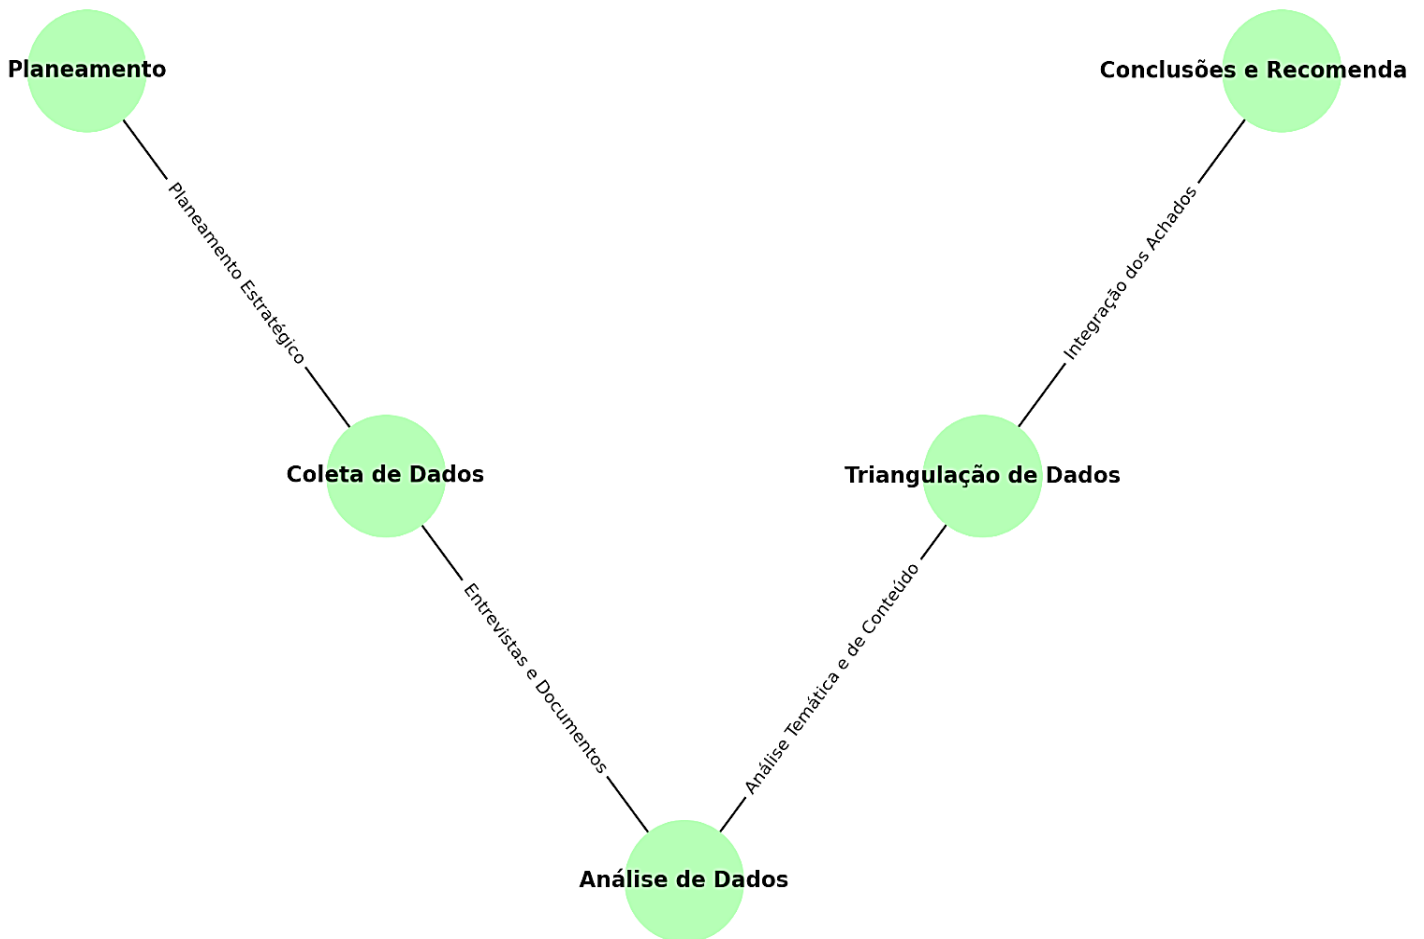 Planeamento
Conclusões e Recomenda
Planeamento Estratégico
Integração dos Achados
Coleta de Dados
Triangulação de Dados
Entrevistas e Documentos
Análise Temática e de Conteúdo
Análise de Dados